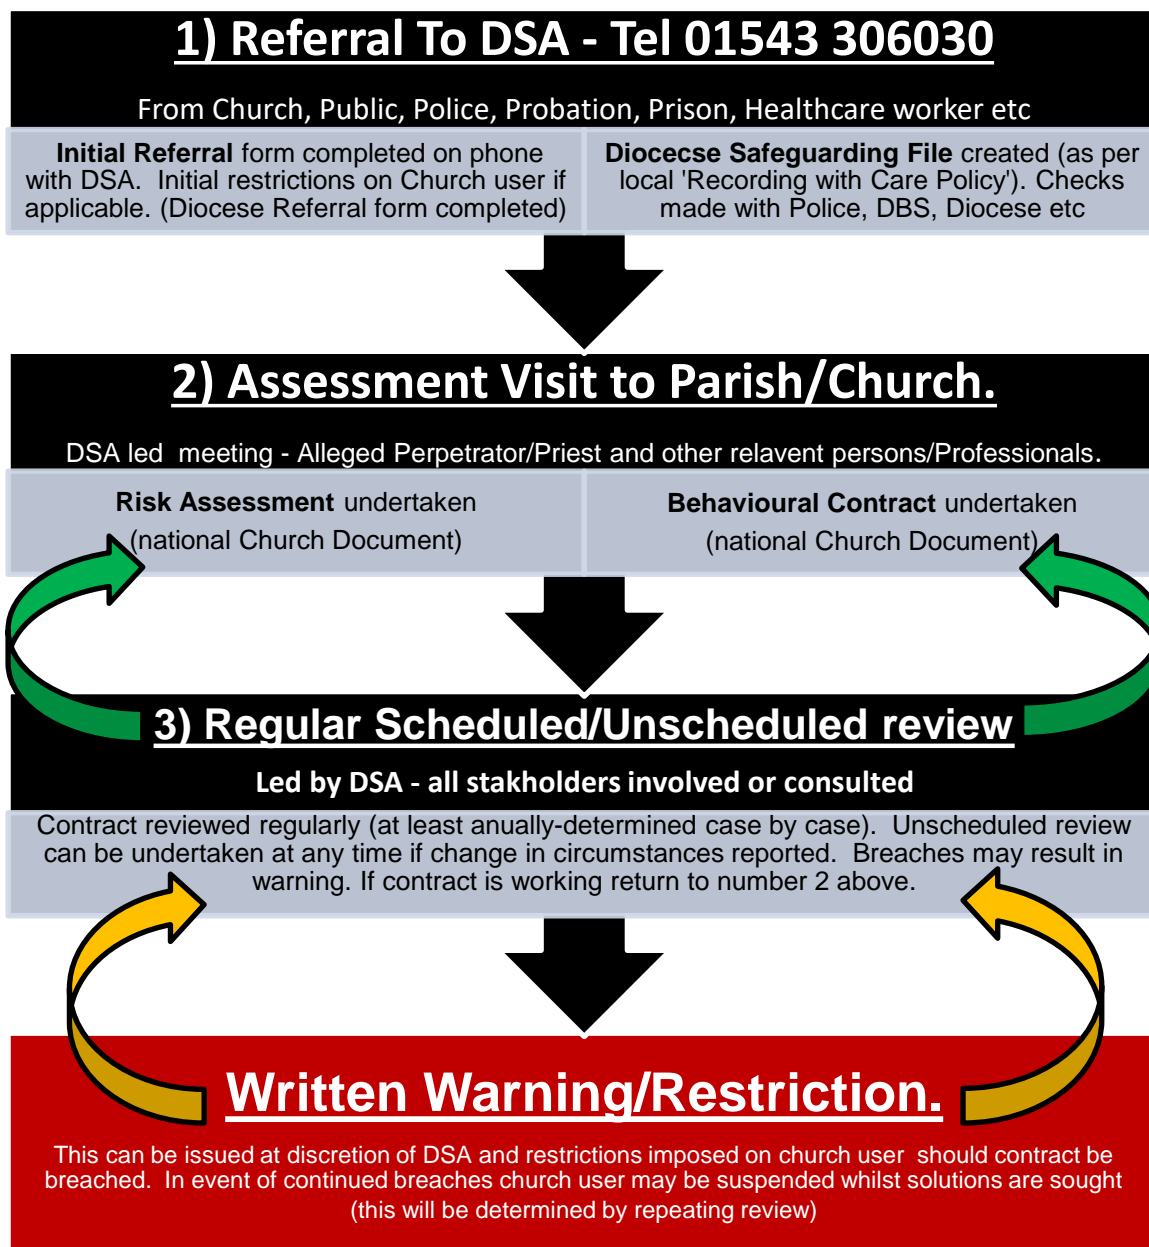 1) Referral To DSA - Tel 01543 306030
From Church, Public, Police, Probation, Prison, Healthcare worker etc
Initial Referral form completed on phone
with DSA.  Initial restrictions on Church user if
applicable. (Diocese Referral form completed)
Diocecse Safeguarding File created (as per
local 'Recording with Care Policy'). Checks
made with Police, DBS, Diocese etc
2) Assessment Visit to Parish/Church.
DSA led  meeting - Alleged Perpetrator/Priest and other relavent persons/Professionals.
Risk Assessment undertaken
(national Church Document)
Behavioural Contract undertaken
(national Church Document)
3) Regular Scheduled/Unscheduled review
Led by DSA - all stakholders involved or consulted
Contract reviewed regularly (at least anually-determined case by case).  Unscheduled review
can be undertaken at any time if change in circumstances reported.  Breaches may result in
warning. If contract is working return to number 2 above.
Written Warning/Restriction.
This can be issued at discretion of DSA and restrictions imposed on church user  should contract be
breached.  In event of continued breaches church user may be suspended whilst solutions are sought
(this will be determined by repeating review)